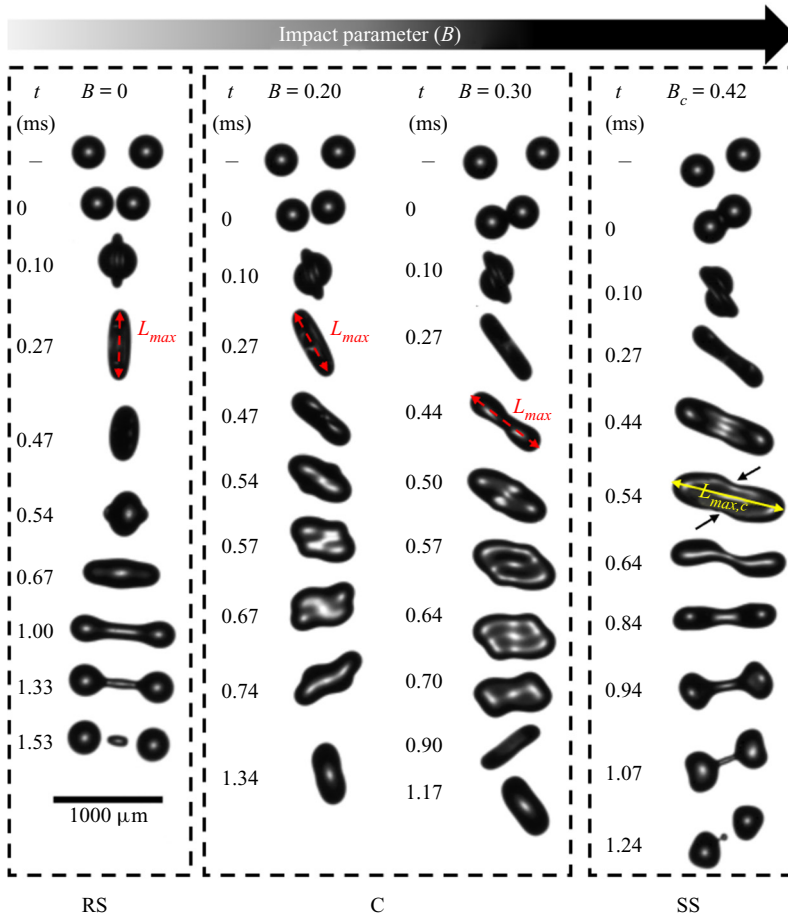 Impact parameter (B)
t B = 0
(ms)
–
0
0.10
0.27
L_max
0.47
0.54
0.67
1.00
1.33
1.53
1000 μm
RS
t B = 0.20 t B = 0.30
(ms) (ms)
– –
0 0
0.10 0.10
0.27 L_max 0.27
0.47 0.44 L_max
0.54 0.50
0.57 0.57
0.67 0.64
0.74 0.70
0.90
1.34 1.17
C
t B_c = 0.42
(ms)
–
0
0.10
0.27
0.44
0.54
L_max,c
0.64
0.84
0.94
1.07
1.24
SS